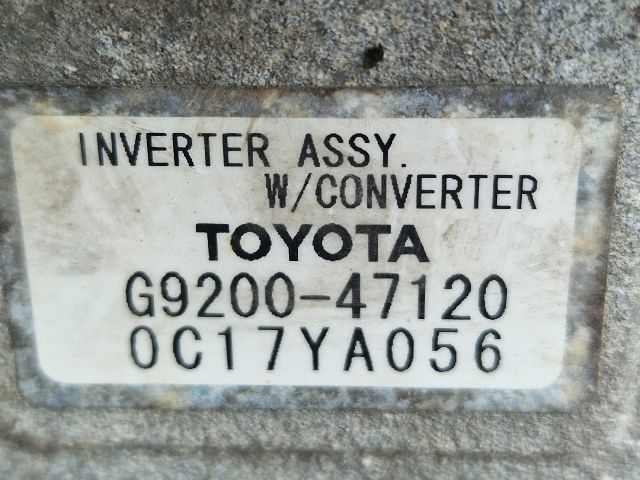 INVERTER ASSY.
W/CONVERTER
TOYOTA
G9200-47120
0C17YA056